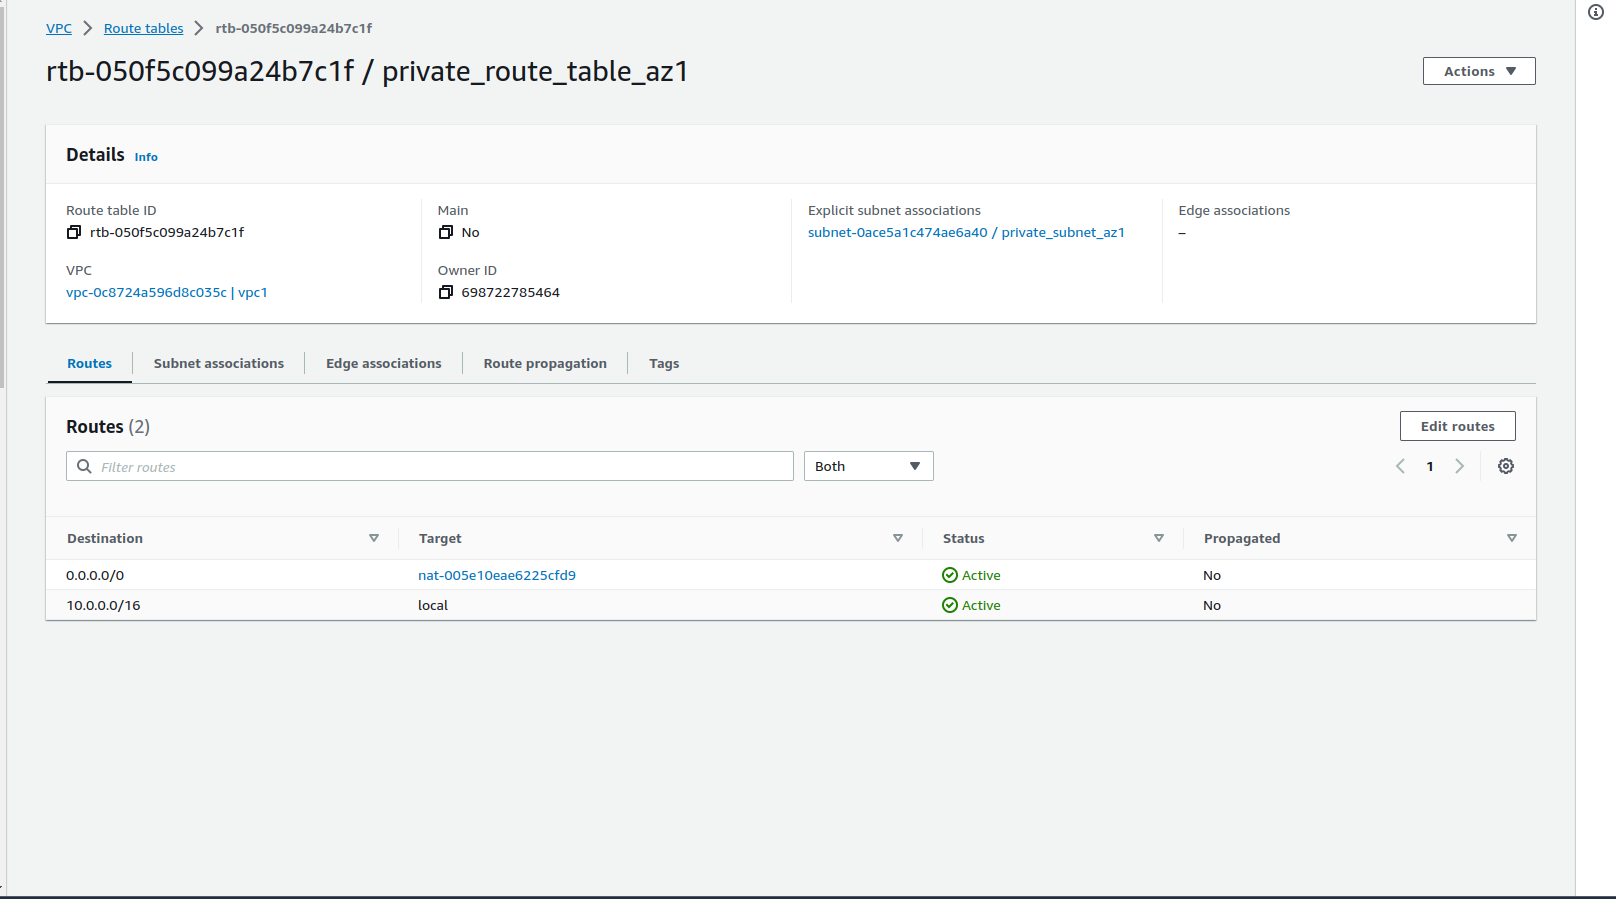 VPC > Route tables > rtb-050f5c099a24b7c1f
rtb-050f5c099a24b7c1f / private_route_table_az1
Actions
Details Info
Route table ID
rtb-050f5c099a24b7c1f
Main
No
Explicit subnet associations
subnet-0ace5a1c474ae6a40 / private_subnet_az1
Edge associations
–
VPC
vpc-0c8724a596d8c035c | vpc1
Owner ID
698722785464
Routes Subnet associations Edge associations Route propagation Tags
Routes (2)
Edit routes
Filter routes
Both
1
Destination Target Status Propagated
0.0.0.0/0 nat-005e10eae6225cfd9 Active No
10.0.0.0/16 local Active No